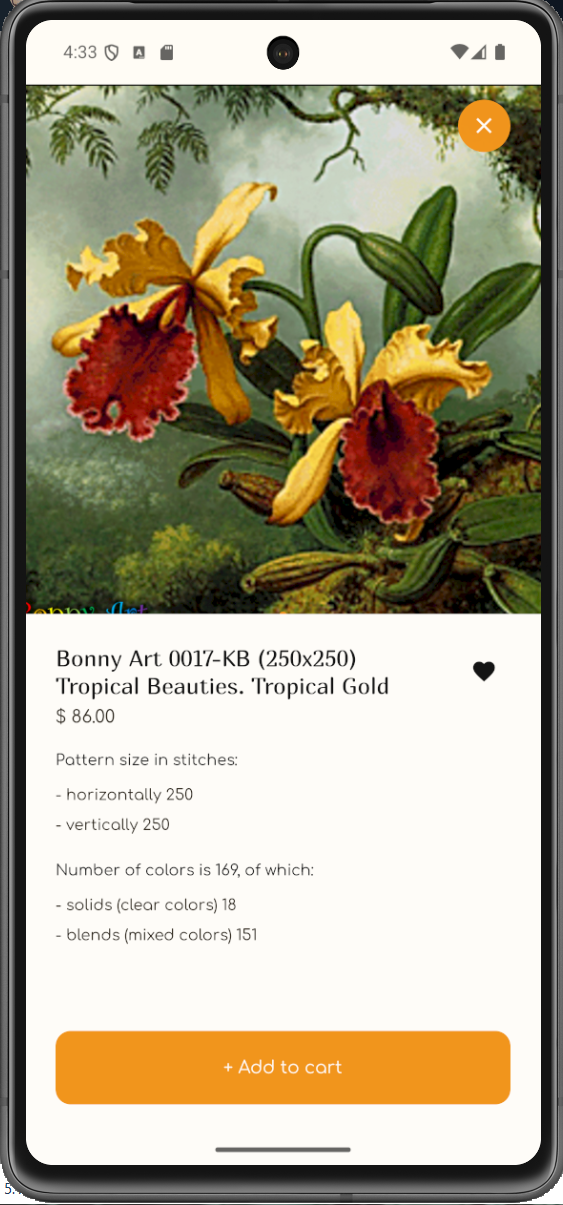 4:33
A
Bonny Art
Bonny Art 0017-KB (250x250)
Tropical Beauties. Tropical Gold
$ 86.00
Pattern size in stitches:
- horizontally 250
- vertically 250
Number of colors is 169, of which:
- solids (clear colors) 18
- blends (mixed colors) 151
+ Add to cart